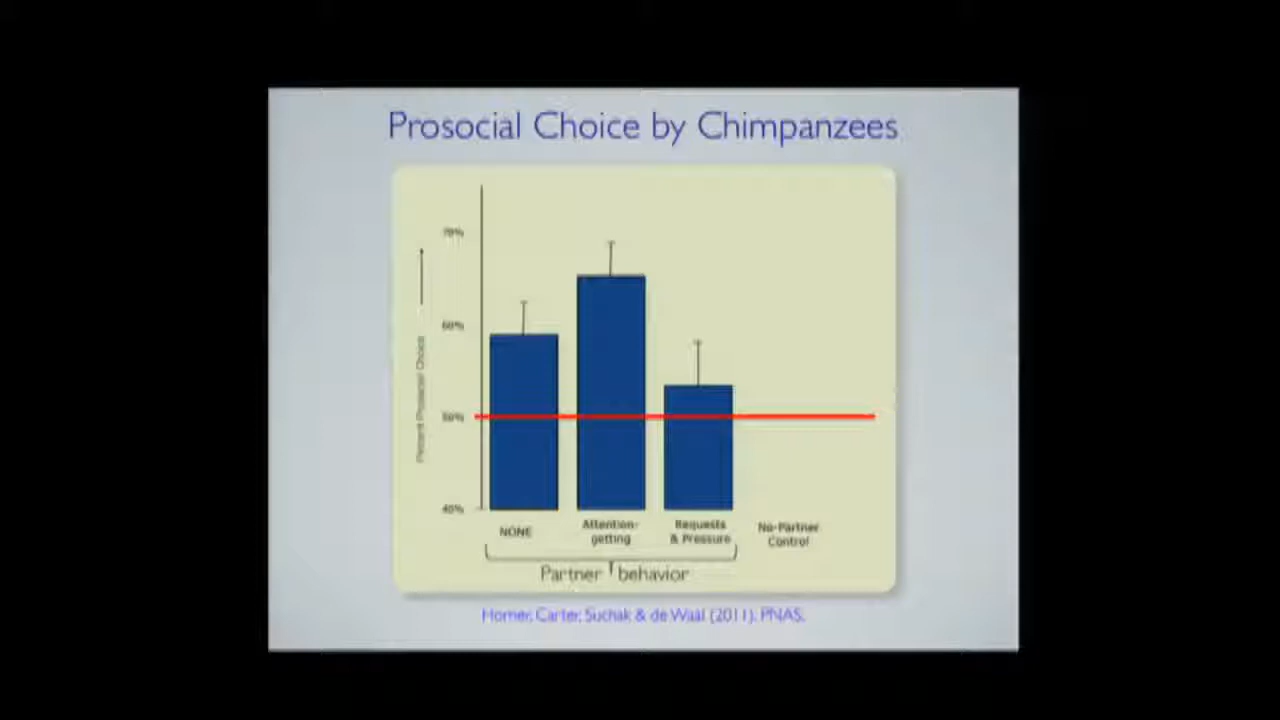 Prosocial Choice by Chimpanzees
70%
60%
50%
40%
Percent Prosocial Choice
NONE
Attention-
getting
Requests
& Pressure
No-Partner
Control
Partner behavior
Horner, Carter, Suchak & de Waal (2011). PNAS.